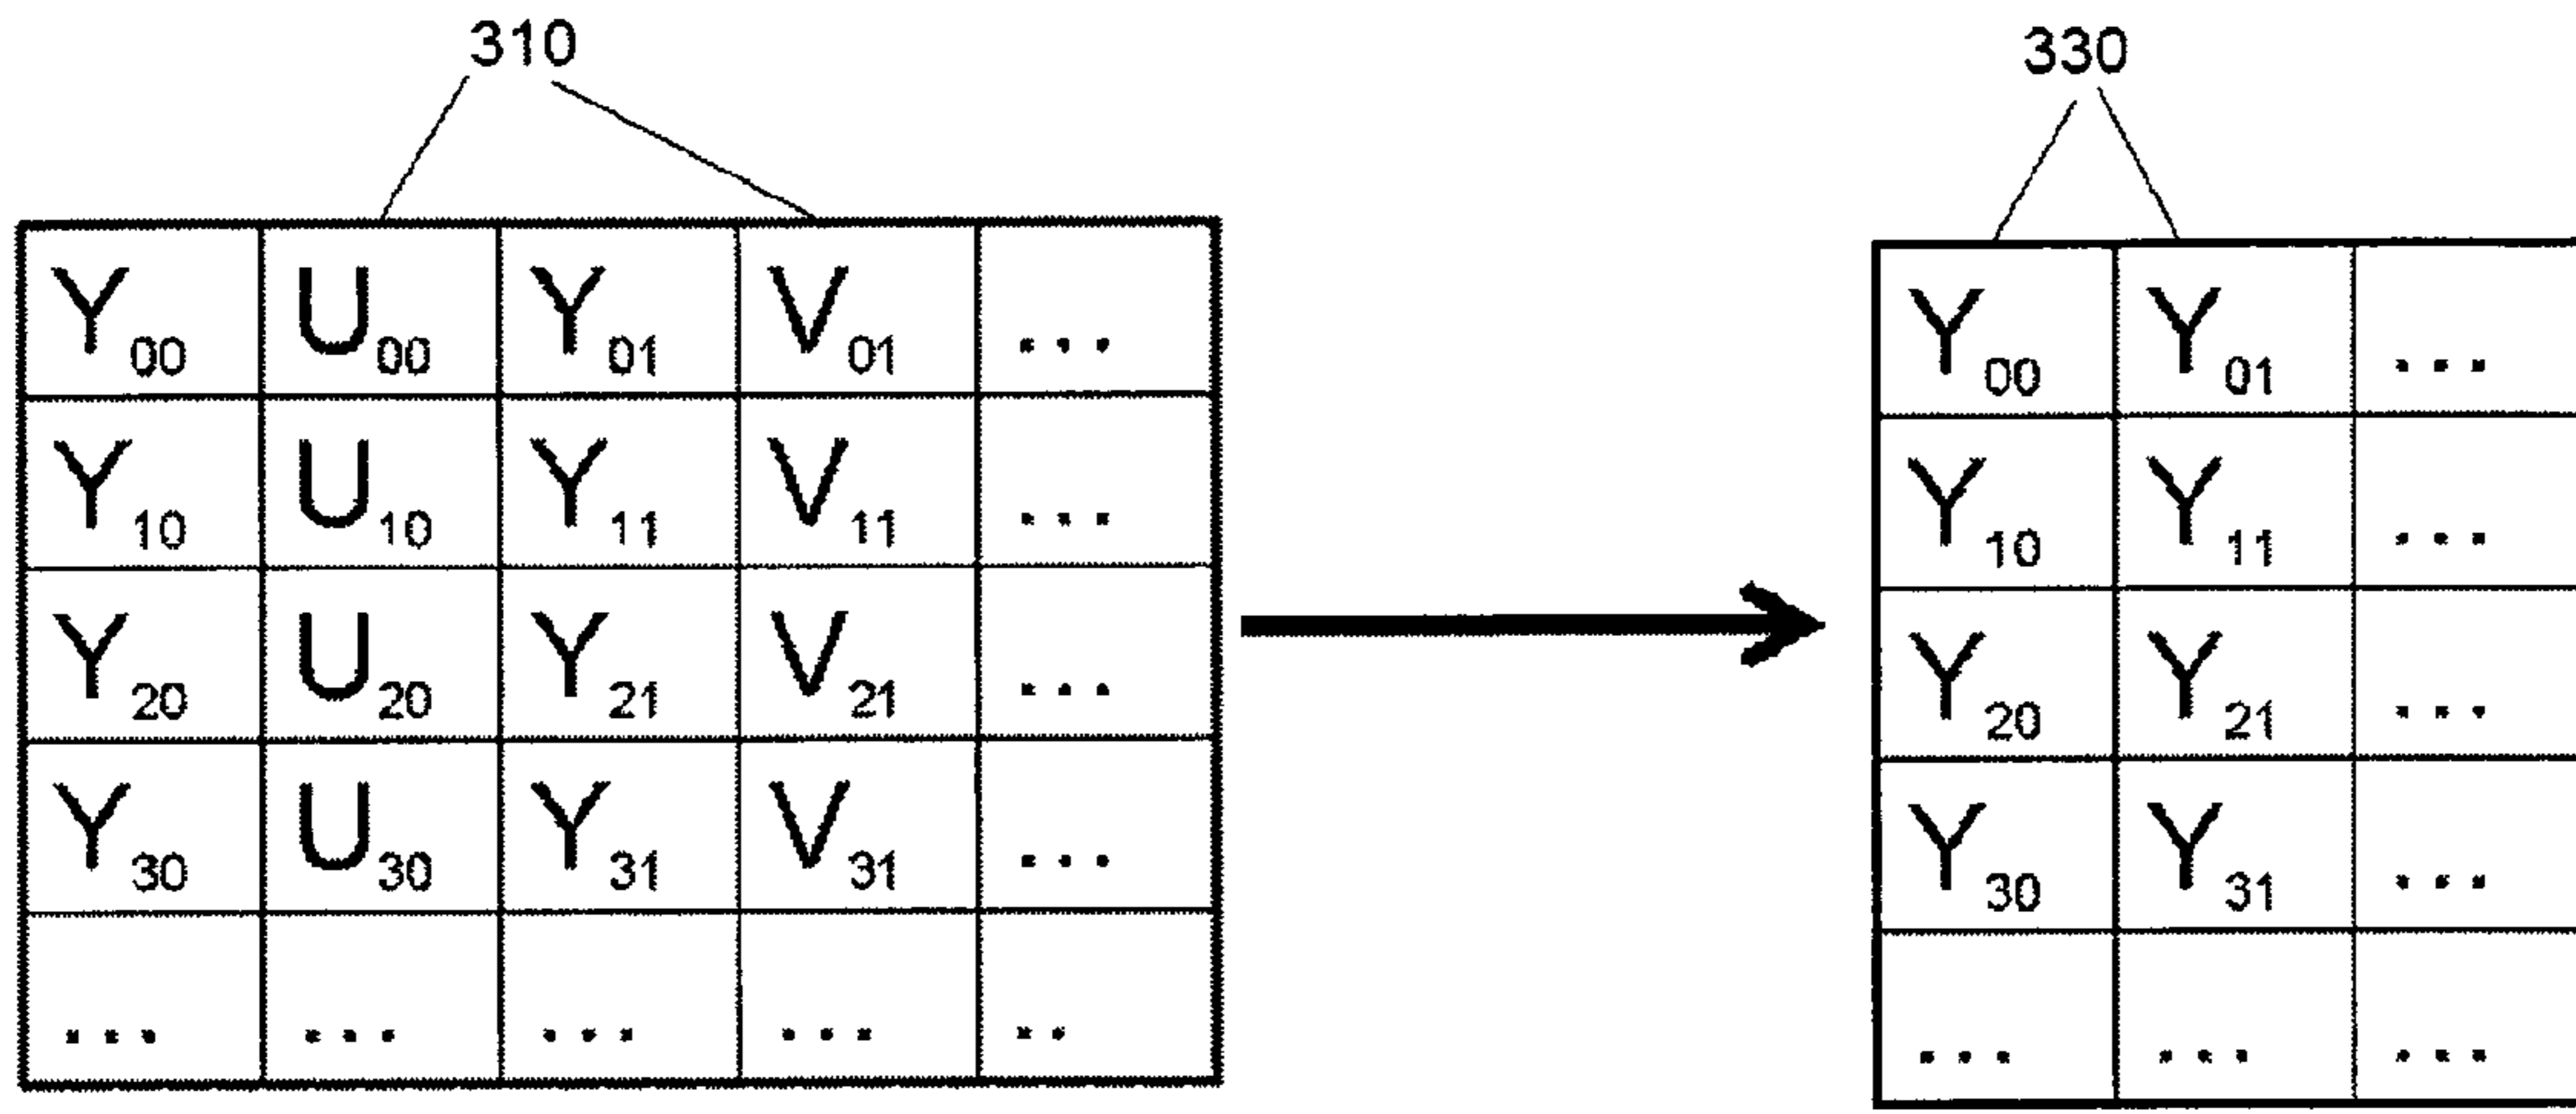 310 330
Y00 U00 Y01 V01 ... Y00 Y01 ...
Y10 U10 Y11 V11 ... Y10 Y11 ...
Y20 U20 Y21 V21 ... Y20 Y21 ...
Y30 U30 Y31 V31 ... Y30 Y31 ...
... ... ... ... .. ... ... ...